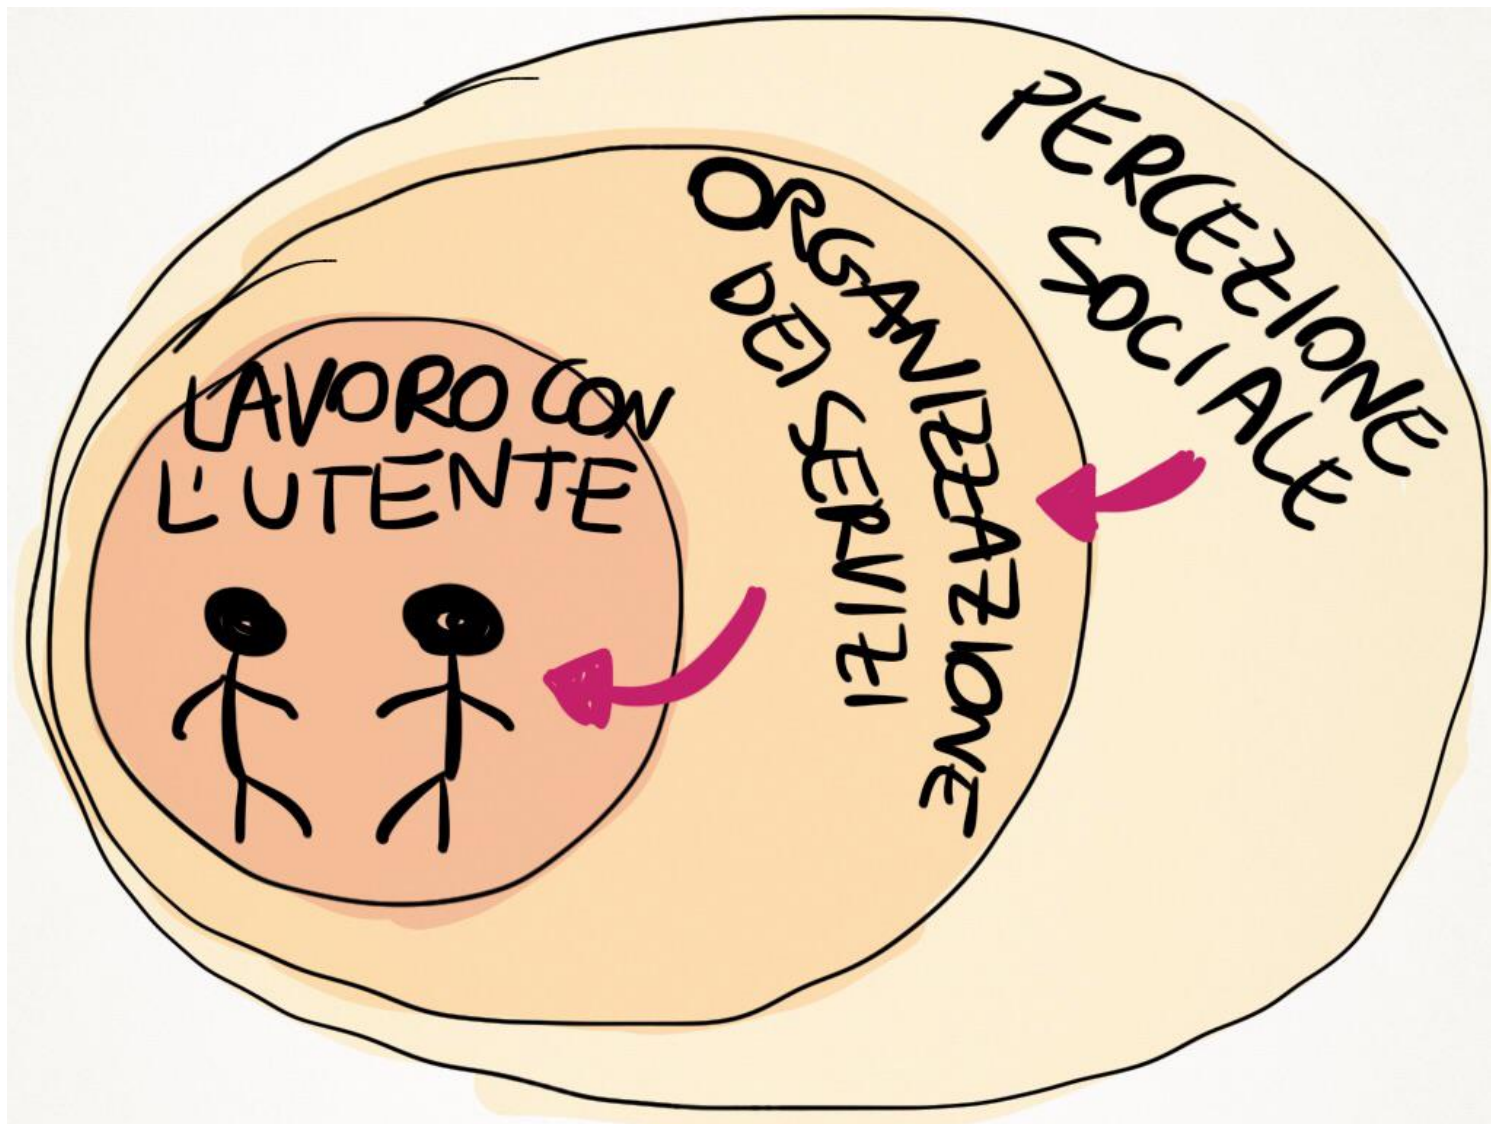 PERCEZIONE
SOCIALE
ORGANIZZAZIONE
DEI SERVIZI
LAVORO CON
L'UTENTE